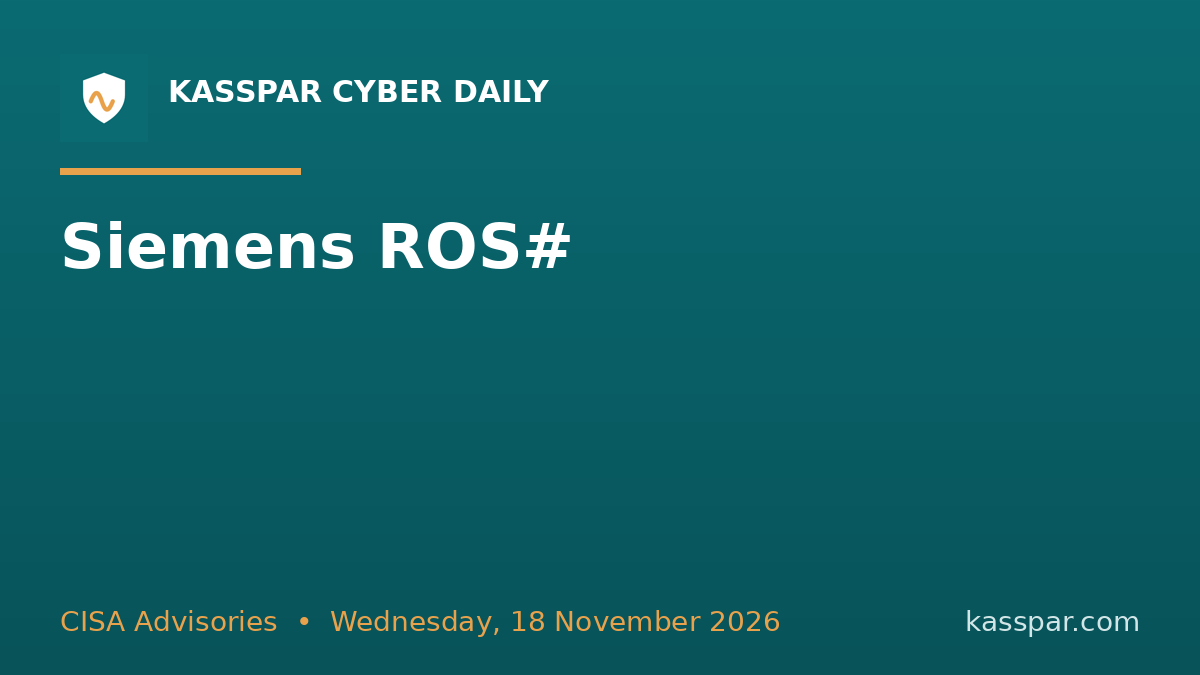 KASSPAR CYBER DAILY
Siemens ROS#
CISA Advisories • Wednesday, 18 November 2026
kasspar.com